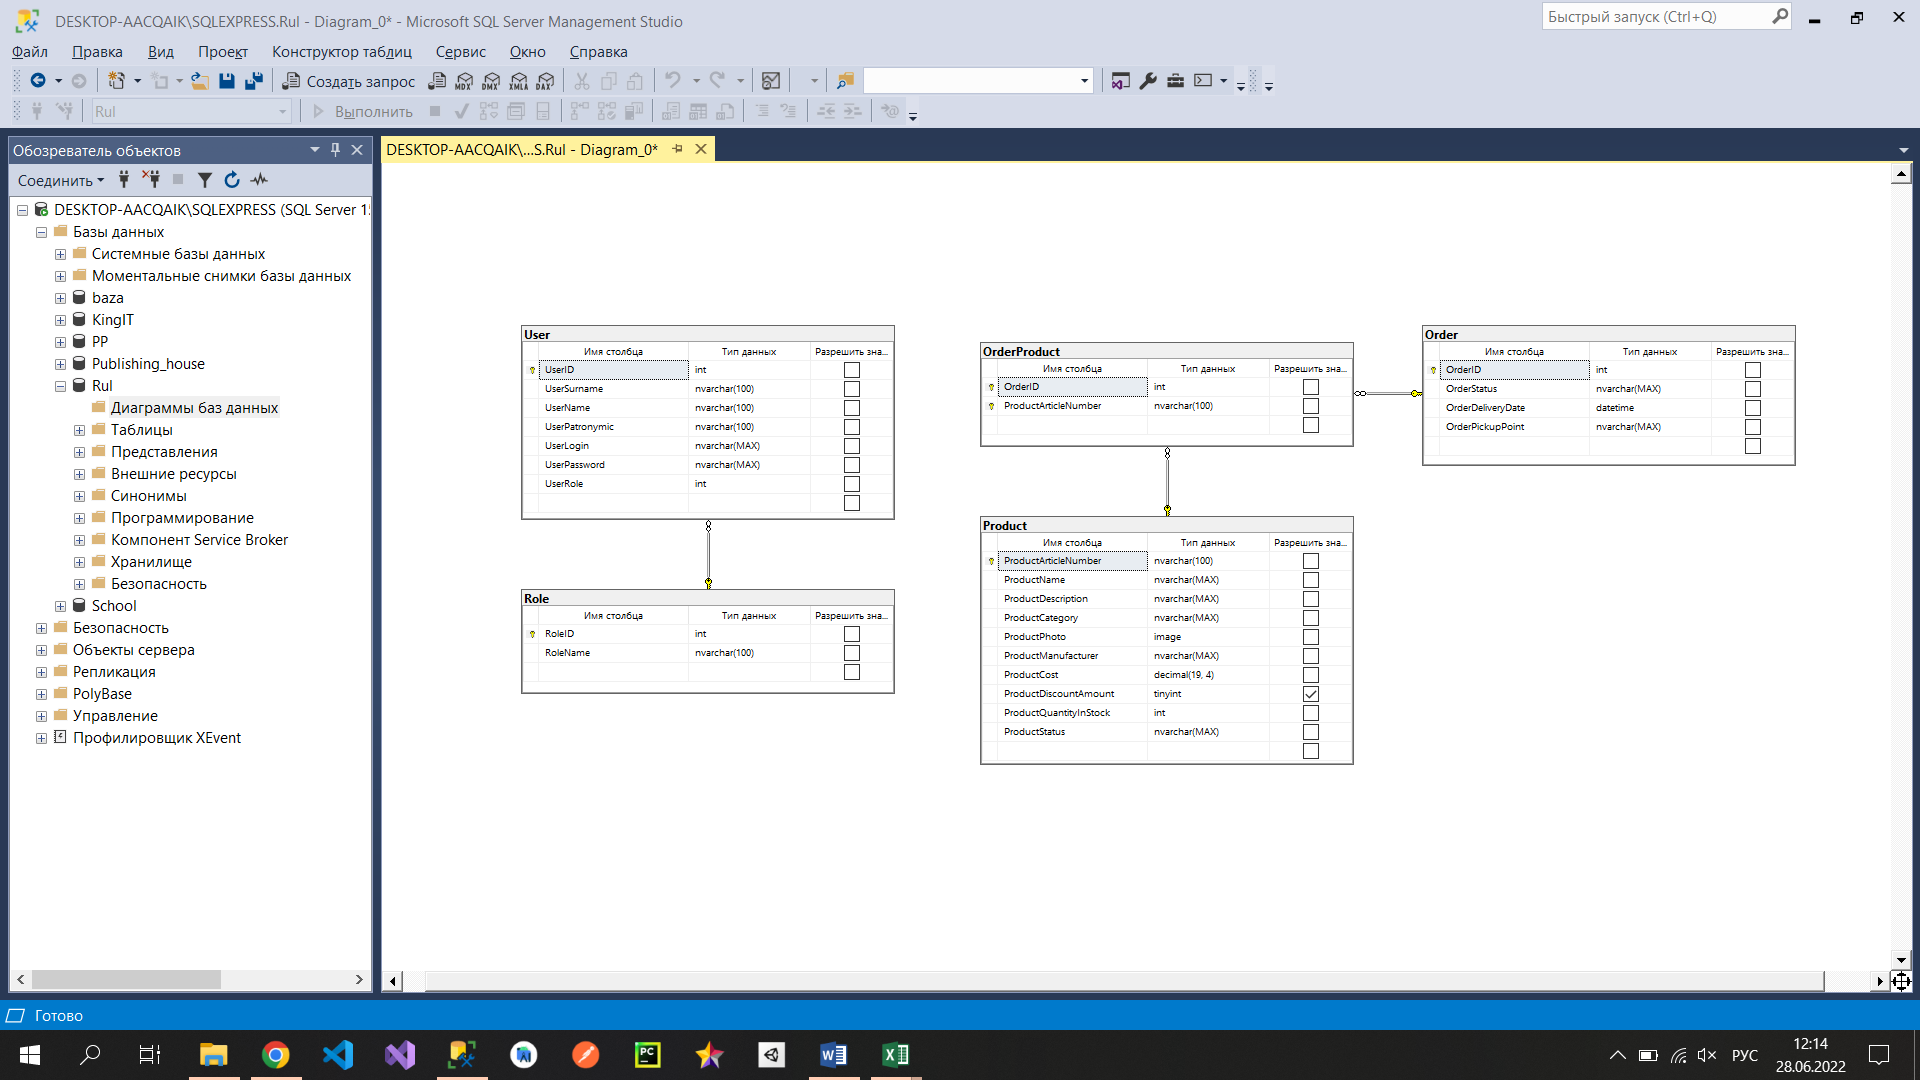 DESKTOP-AACQAIK\SQLEXPRESS.Rul - Diagram_0* - Microsoft SQL Server Management Studio
Быстрый запуск (Ctrl+Q)
Файл Правка Вид Проект Конструктор таблиц Сервис Окно Справка
Создать запрос MDX DMX XMLA DAX
Rul Выполнить
Обозреватель объектов
DESKTOP-AACQAIK\...S.Rul - Diagram_0*
Соединить
DESKTOP-AACQAIK\SQLEXPRESS (SQL Server 1
Базы данных
Системные базы данных
Моментальные снимки базы данных
baza
KingIT
PP
Publishing_house
Rul
Диаграммы баз данных
Таблицы
Представления
Внешние ресурсы
Синонимы
Программирование
Компонент Service Broker
Хранилище
Безопасность
School
Безопасность
Объекты сервера
Репликация
PolyBase
Управление
Профилировщик XEvent
User
Имя столбца Тип данных Разрешить зна...
UserID int
UserSurname nvarchar(100)
UserName nvarchar(100)
UserPatronymic nvarchar(100)
UserLogin nvarchar(MAX)
UserPassword nvarchar(MAX)
UserRole int
Role
Имя столбца Тип данных Разрешить зна...
RoleID int
RoleName nvarchar(100)
OrderProduct
Имя столбца Тип данных Разрешить зна...
OrderID int
ProductArticleNumber nvarchar(100)
Product
Имя столбца Тип данных Разрешить зна...
ProductArticleNumber nvarchar(100)
ProductName nvarchar(MAX)
ProductDescription nvarchar(MAX)
ProductCategory nvarchar(MAX)
ProductPhoto image
ProductManufacturer nvarchar(MAX)
ProductCost decimal(19, 4)
ProductDiscountAmount tinyint
ProductQuantityInStock int
ProductStatus nvarchar(MAX)
Order
Имя столбца Тип данных Разрешить зна...
OrderID int
OrderStatus nvarchar(MAX)
OrderDeliveryDate datetime
OrderPickupPoint nvarchar(MAX)
Готово
PC
РУС
12:14
28.06.2022